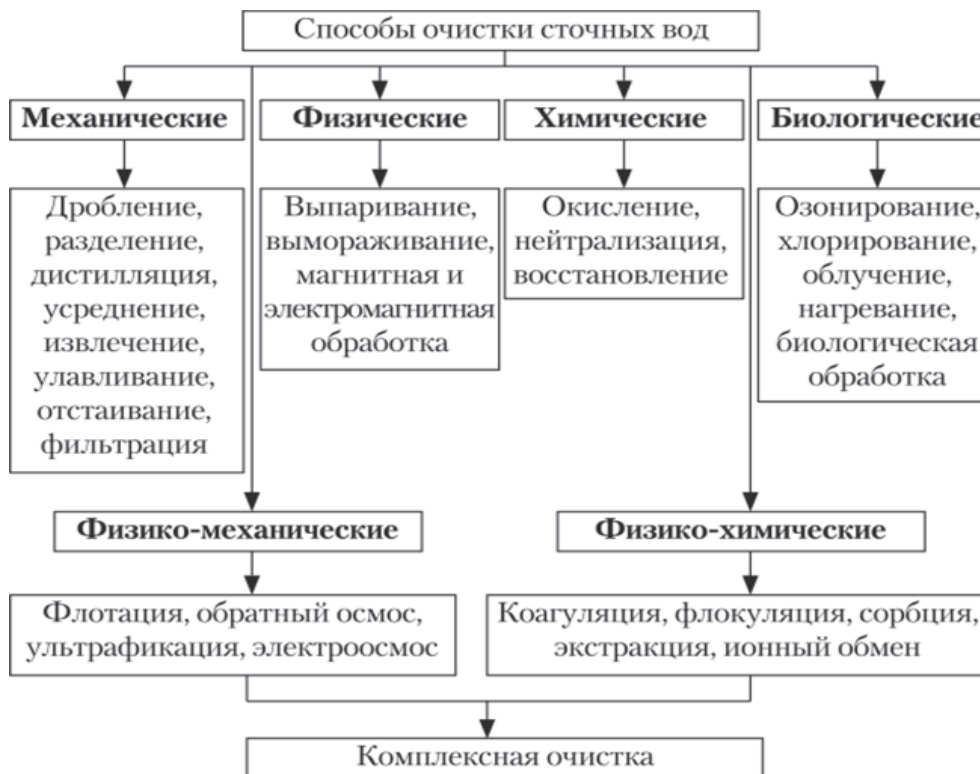 Способы очистки сточных вод
Механические
Физические
Химические
Биологические
Дробление,
разделение,
дистилляция,
усреднение,
извлечение,
улавливание,
отстаивание,
фильтрация
Выпаривание,
вымораживание,
магнитная и
электромагнитная
обработка
Окисление,
нейтрализация,
восстановление
Озонирование,
хлорирование,
облучение,
нагревание,
биологическая
обработка
Физико-механические
Физико-химические
Флотация, обратный осмос,
ультрафикация, электроосмос
Коагуляция, флокуляция, сорбция,
экстракция, ионный обмен
Комплексная очистка